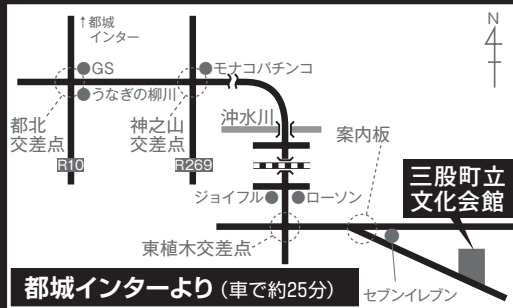 ↑都城
インター
N
GS
モナコパチンコ
うなぎの柳川
都北
交差点
神之山
交差点
沖水川
案内板
R10
R269
三股町立
文化会館
ジョイフル
ローソン
東植木交差点
都城インターより(車で約25分)
セブンイレブン